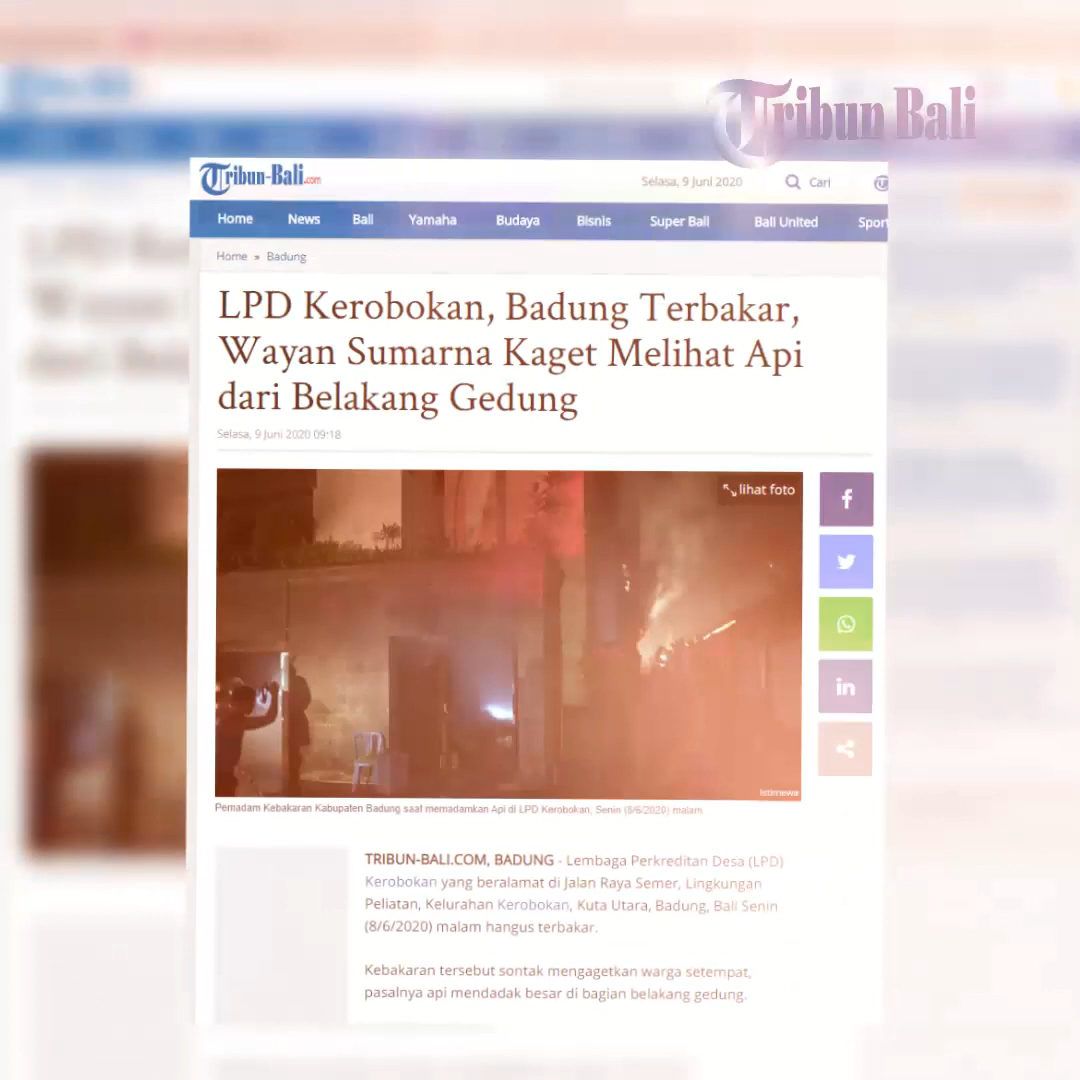 Tribun Bali
Tribun-Bali.com
Selasa, 9 Juni 2020
Cari
Home News Bali Yamaha Budaya Bisnis Super Ball Bali United Sport
Home » Badung
LPD Kerobokan, Badung Terbakar,
Wayan Sumarna Kaget Melihat Api
dari Belakang Gedung
Selasa, 9 Juni 2020 09:18
lihat foto
Istimewa
Pemadam Kebakaran Kabupaten Badung saat memadamkan Api di LPD Kerobokan, Senin (8/6/2020) malam
TRIBUN-BALI.COM, BADUNG - Lembaga Perkreditan Desa (LPD)
Kerobokan yang beralamat di Jalan Raya Semer, Lingkungan
Peliatan, Kelurahan Kerobokan, Kuta Utara, Badung, Bali Senin
(8/6/2020) malam hangus terbakar.
Kebakaran tersebut sontak mengagetkan warga setempat,
pasalnya api mendadak besar di bagian belakang gedung.